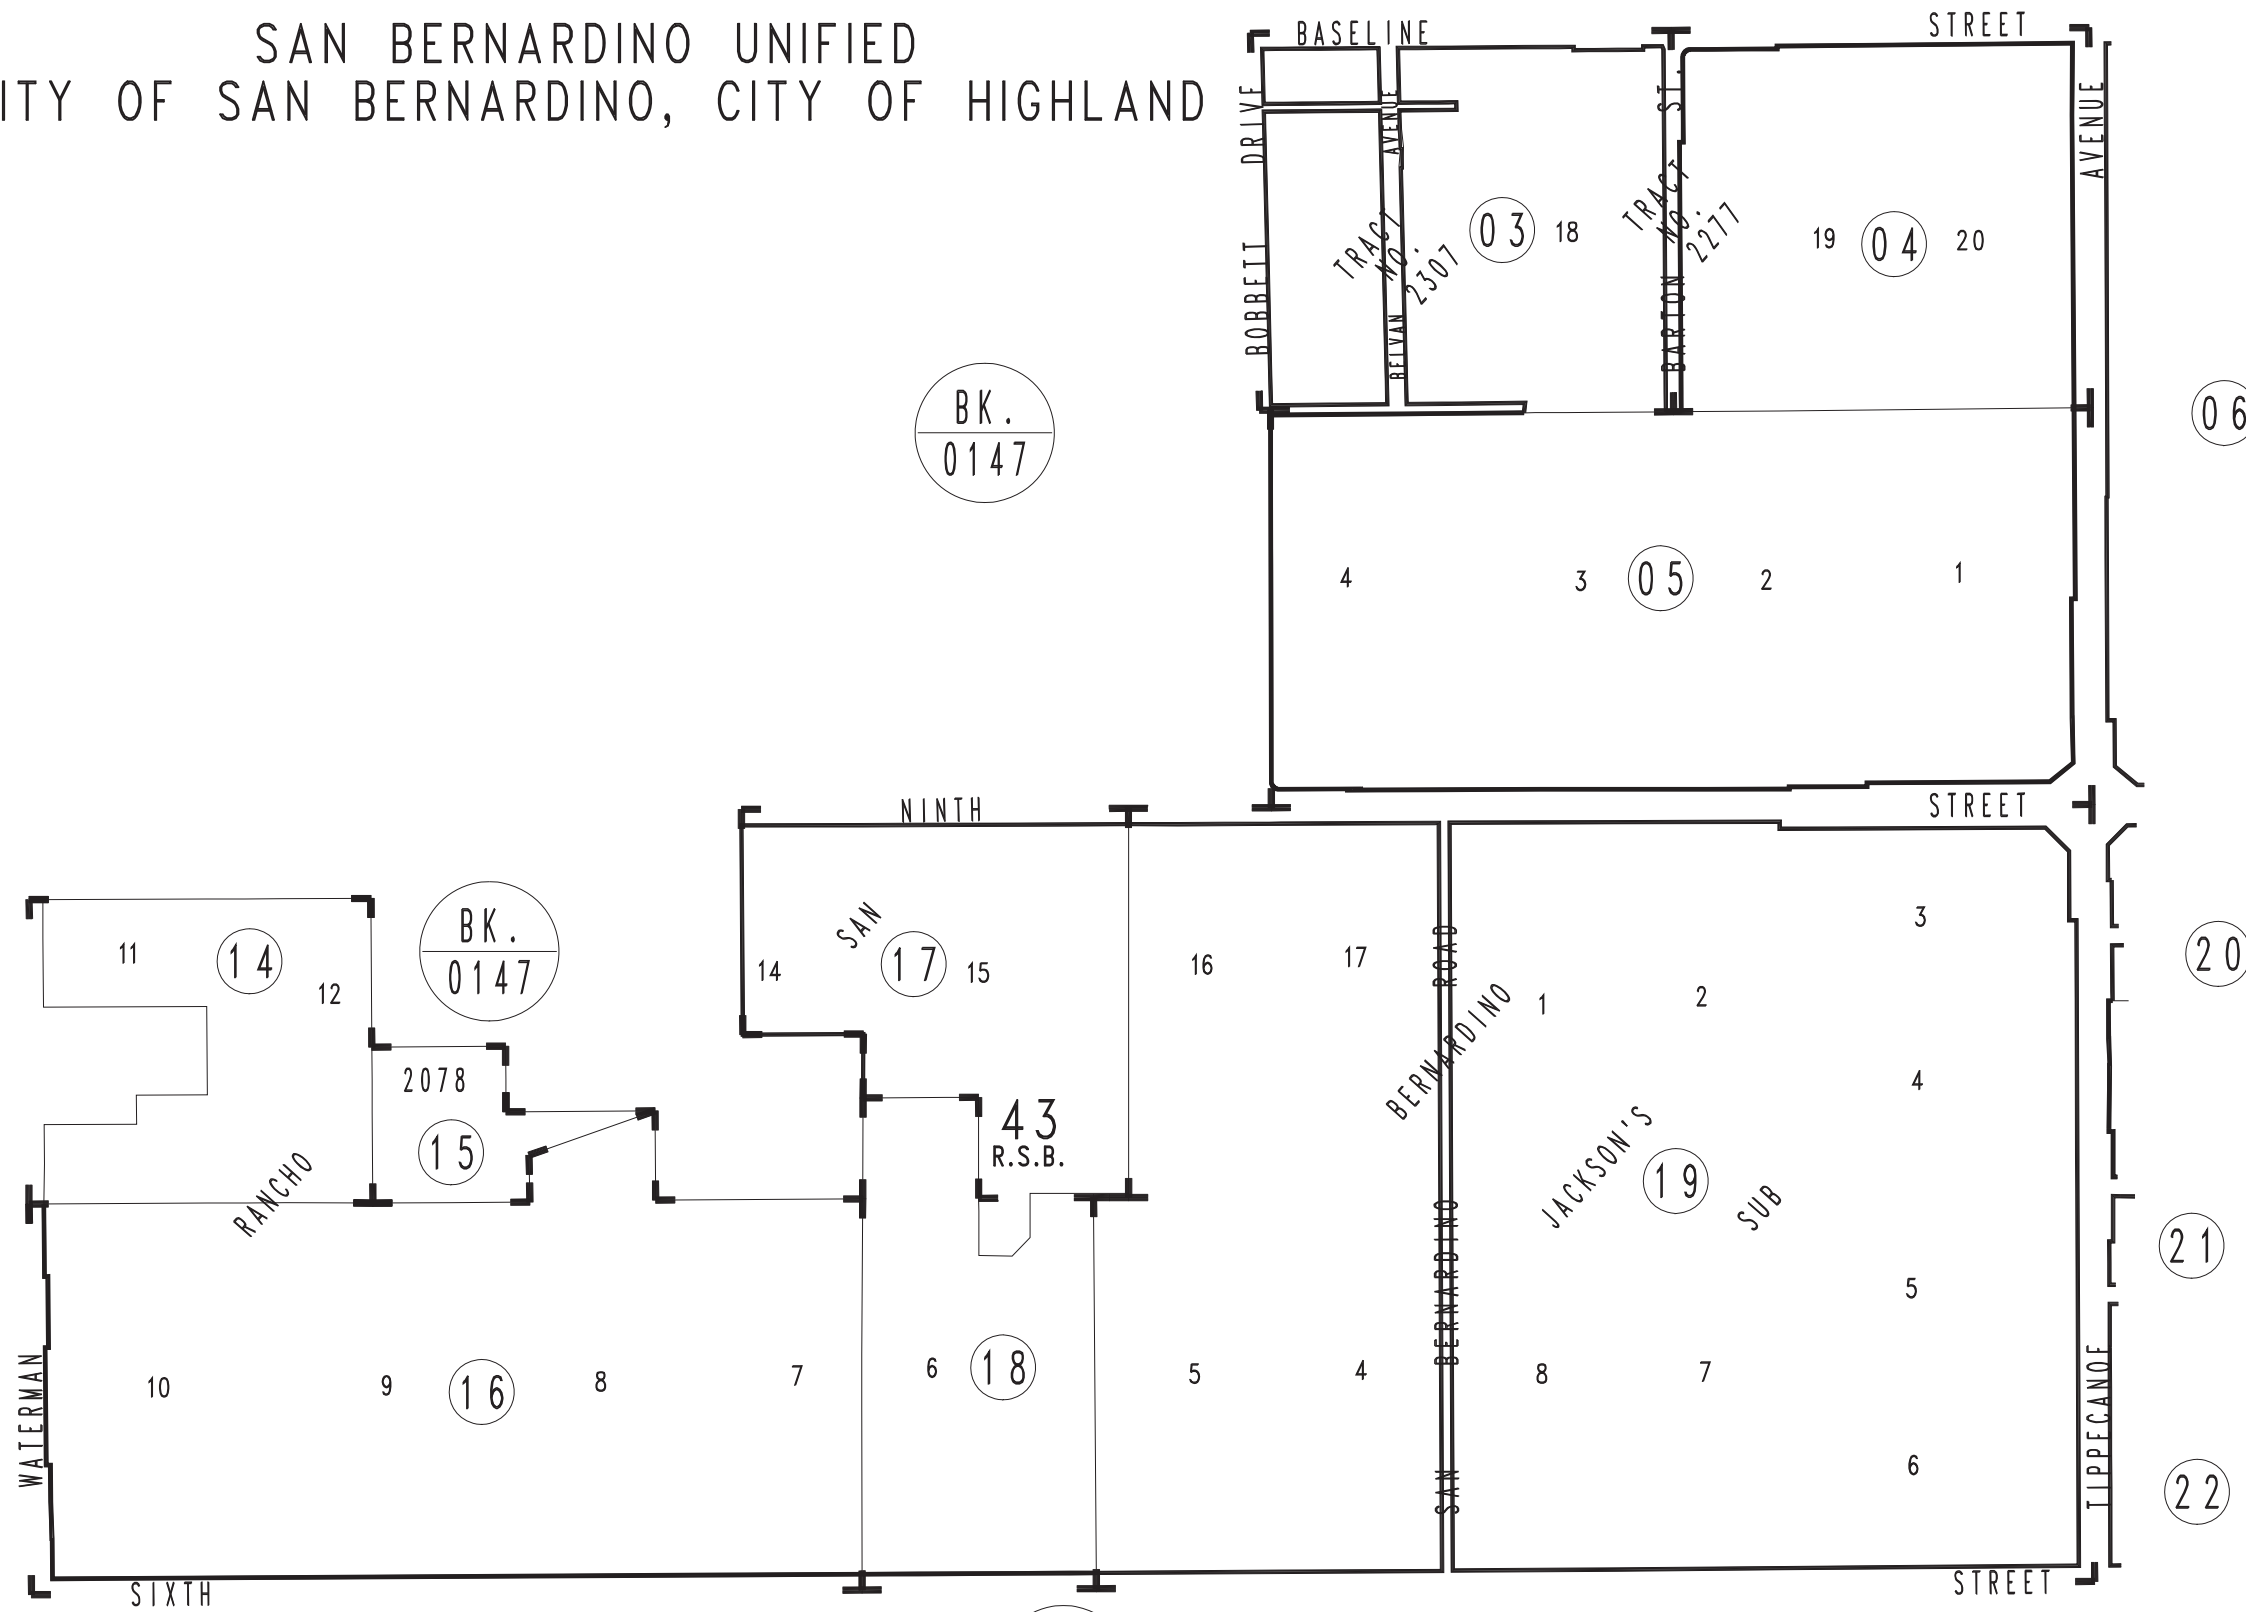 SAN BERNARDINO UNIFIED
ITY OF SAN BERNARDINO, CITY OF HIGHLAND
BASELINE
STREET
BOBBETT DRIVE
BELVAN AVENUE
BARTON ST.
AVENUE
TRACT
NO.
2307
03
18
TRACT
NO.
2277
19
04
20
06
BK.
0147
4
3
05
2
1
NINTH
STREET
BK.
0147
11
14
12
2078
15
RANCHO
14
SAN
17
15
16
17
43
R.S.B.
BERNARDINO
SAN BERNARDINO ROAD
1
2
3
4
JACKSON'S
19
SUB
5
20
21
WATERMAN
10
9
16
8
7
6
18
5
4
8
7
6
TIPPECANOE
22
SIXTH
STREET